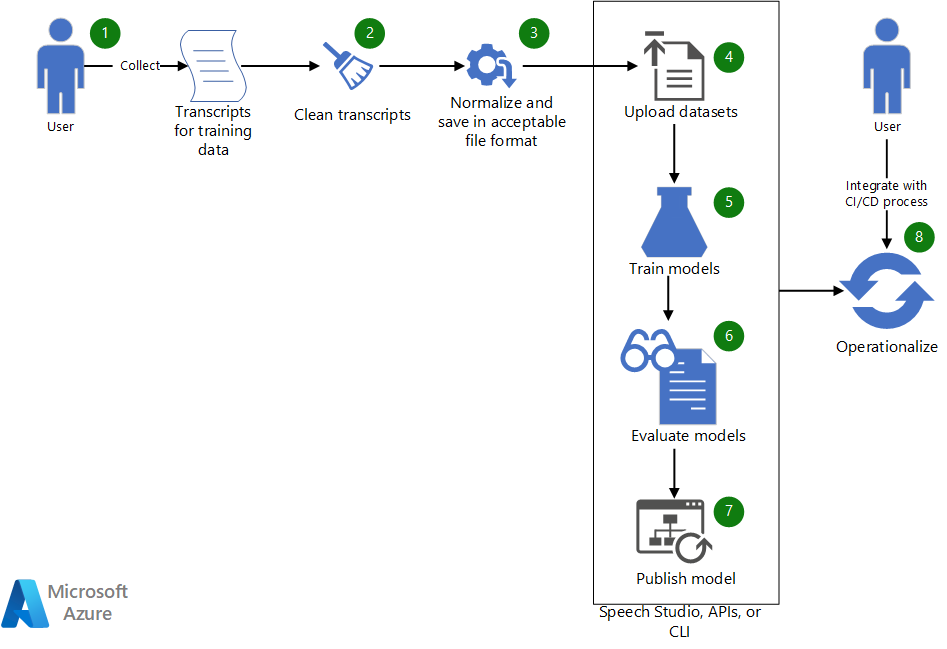 1
Collect
User
Transcripts
for training
data
2
Clean transcripts
3
Normalize and
save in acceptable
file format
4
Upload datasets
5
Train models
6
Evaluate models
7
Publish model
Speech Studio, APIs, or
CLI
User
Integrate with
CI/CD process
8
Operationalize
Microsoft
Azure